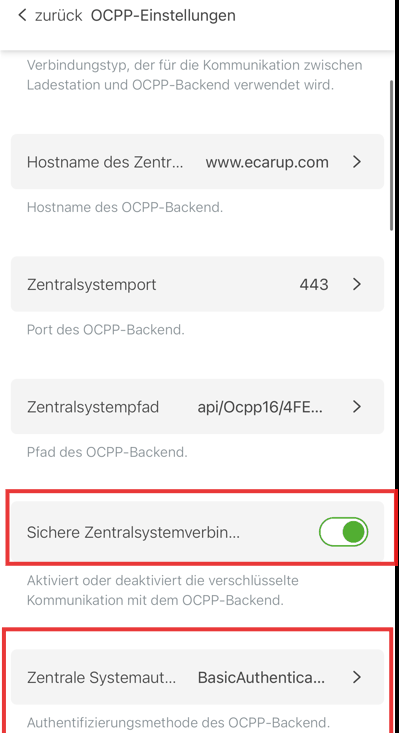 zurück OCPP-Einstellungen
Verbindungstyp, der für die Kommunikation zwischen
Ladestation und OCPP-Backend verwendet wird.
Hostname des Zentr... www.ecarup.com
Hostname des OCPP-Backend.
Zentralsystemport 443
Port des OCPP-Backend.
Zentralsystempfad api/Ocpp16/4FE...
Pfad des OCPP-Backend.
Sichere Zentralsystemverbin...
Aktiviert oder deaktiviert die verschlüsselte
Kommunikation mit dem OCPP-Backend.
Zentrale Systemaut... BasicAuthentica...
Authentifizierungsmethode des OCPP-Backend.